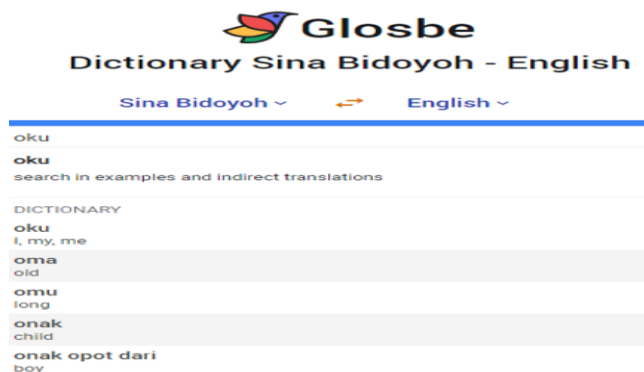 Glosbe
Dictionary Sina Bidoyoh - English
Sina Bidoyoh English
oku
oku
search in examples and indirect translations
DICTIONARY
oku
I, my, me
oma
old
omu
long
onak
child
onak opot dari
boy